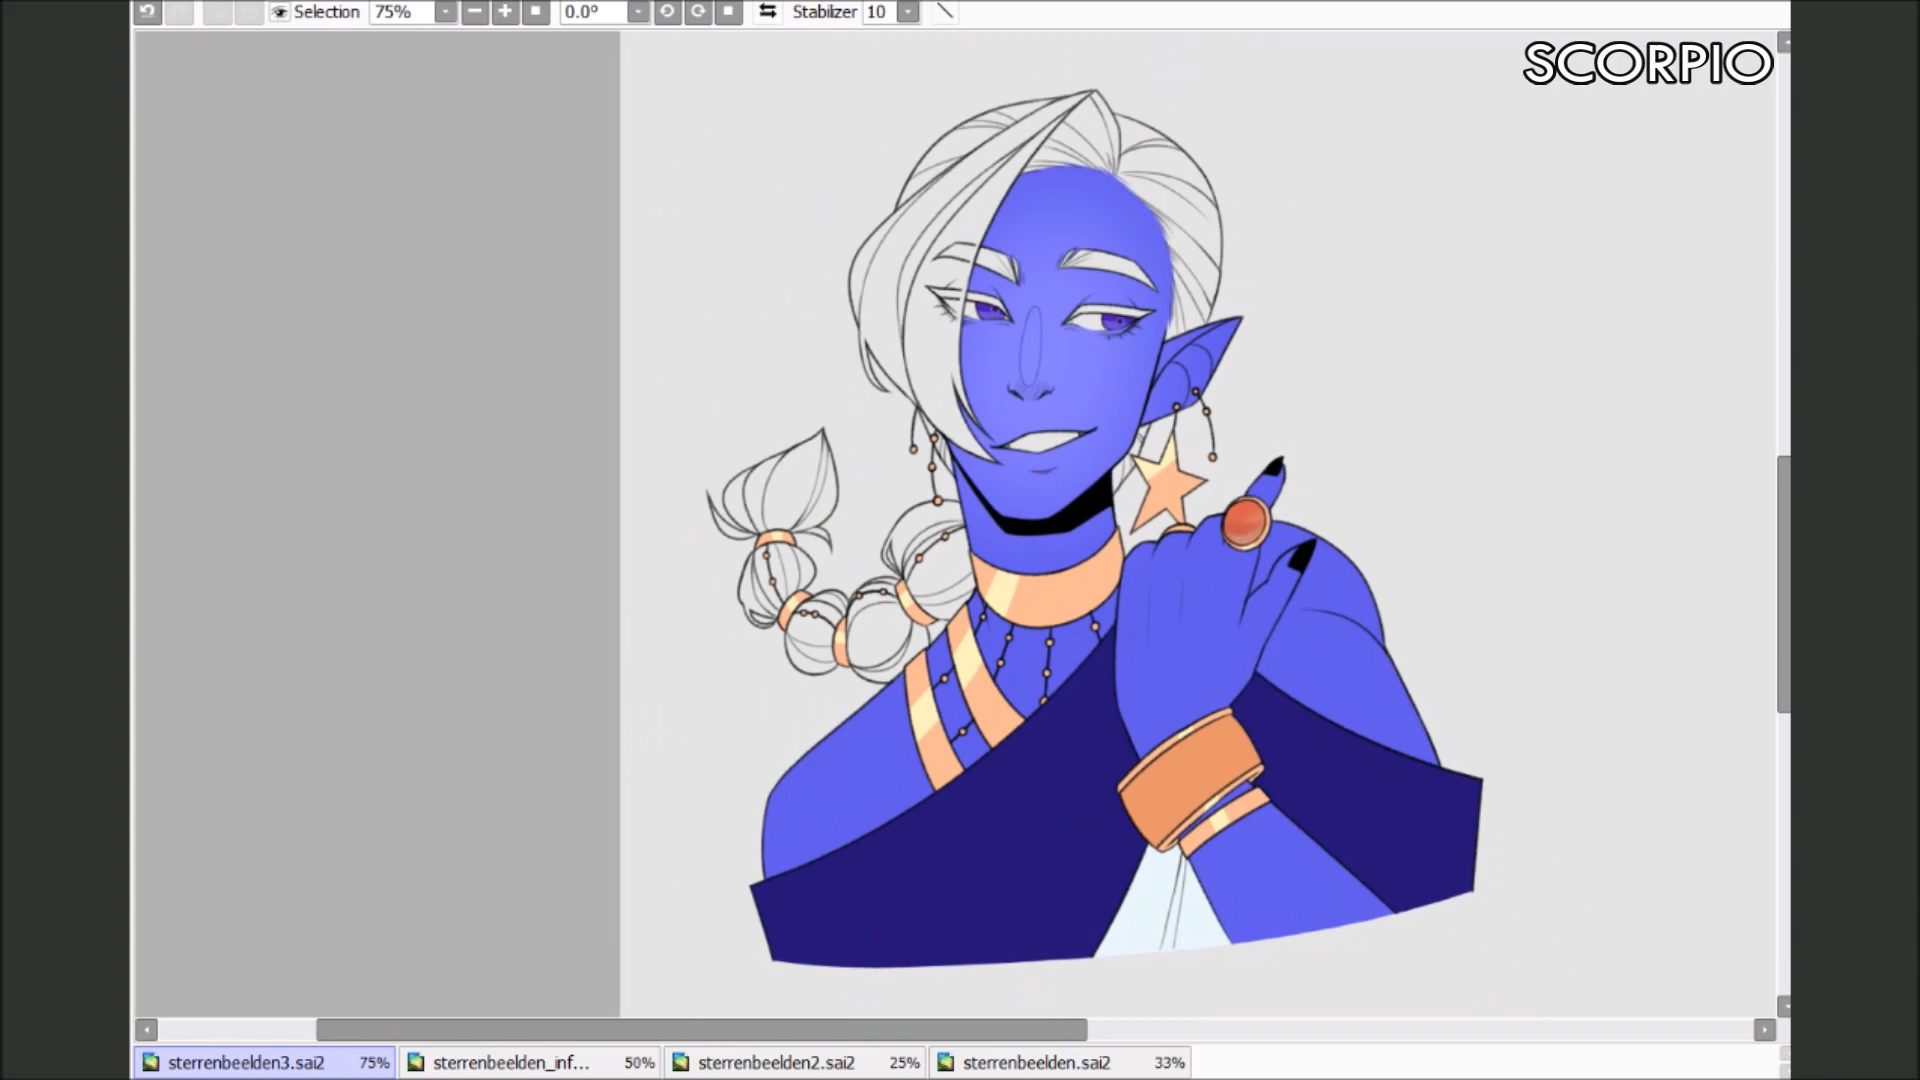 Selection 75% 0.0° Stabilizer 10
SCORPIO
sterrenbeelden3.sai2 75% sterrenbeelden_inf... 50% sterrenbeelden2.sai2 25% sterrenbeelden.sai2 33%